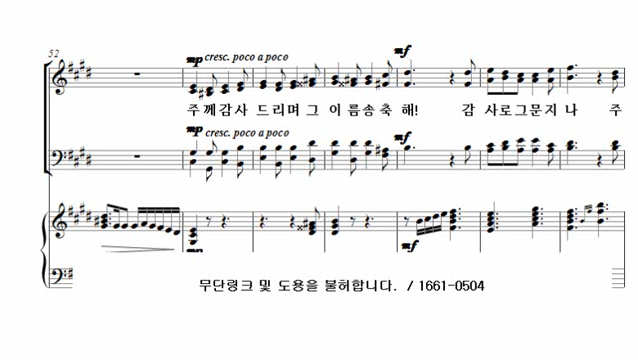 52
mp cresc. poco a poco
mf
주께감사 드리며그 이름송축 해! 감 사로그문지 나 주
mp cresc. poco a poco
mf
mp
mf
무단링크 및 도용을 불허합니다. / 1661-0504